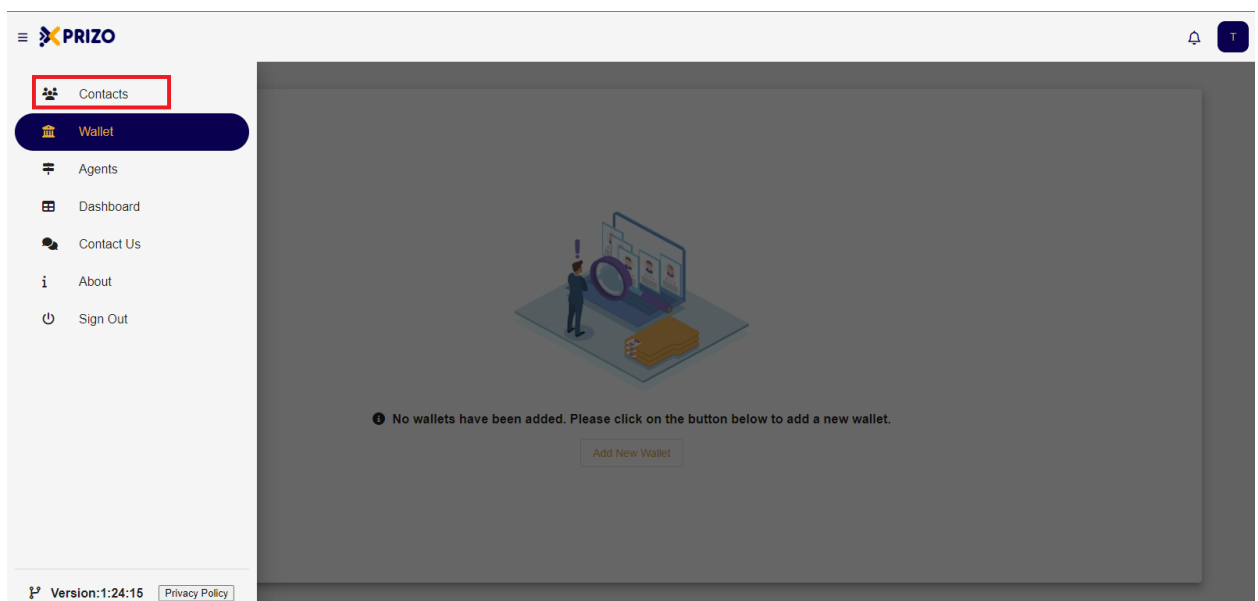 XPRIZO
T
Contacts
Wallet
Agents
Dashboard
Contact Us
i About
Sign Out
No wallets have been added. Please click on the button below to add a new wallet.
Add New Wallet
Version:1:24:15 Privacy Policy